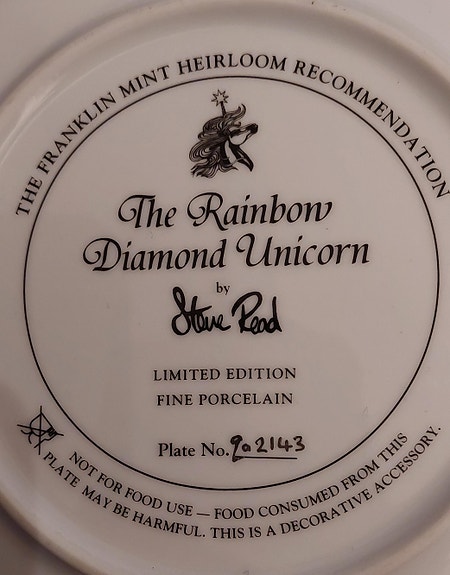 THE FRANKLIN MINT HEIRLOOM RECOMMENDATION
The Rainbow
Diamond Unicorn
by
Steve Read
LIMITED EDITION
FINE PORCELAIN
Plate No. 9a2143
NOT FOR FOOD USE — FOOD CONSUMED FROM THIS
PLATE MAY BE HARMFUL. THIS IS A DECORATIVE ACCESSORY.